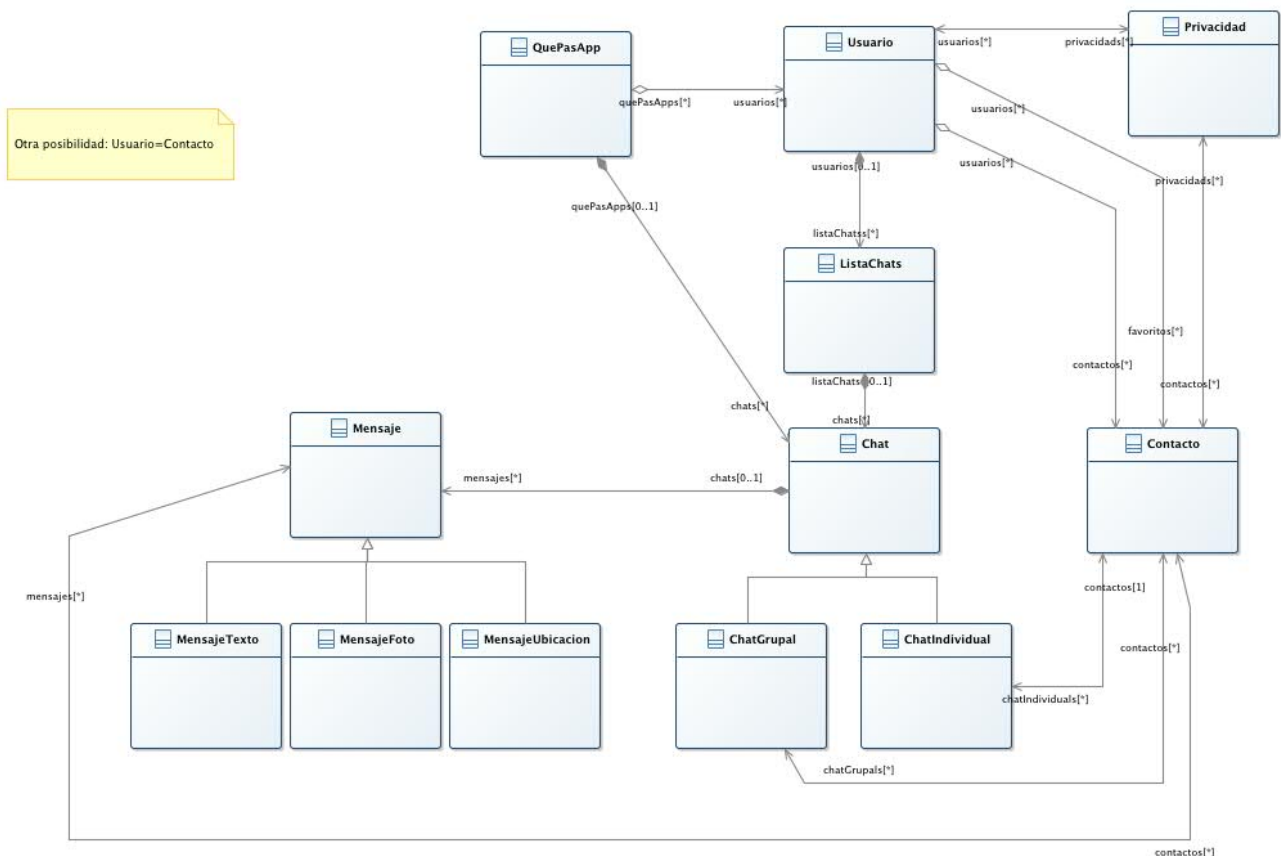 QuePasApp
Usuario
Privacidad
usuarios[*]
privacidads[*]
quePasApps[*]
usuarios[*]
usuarios[*]
Otra posibilidad: Usuario=Contacto
usuarios[0..1]
usuarios[*]
privacidads[*]
quePasApps[0..1]
listaChatss[*]
ListaChats
favoritos[*]
contactos[*]
listaChats[0..1]
contactos[*]
chats[*]
chats[*]
Mensaje
Chat
Contacto
mensajes[*]
chats[0..1]
contactos[1]
mensajes[*]
MensajeTexto
MensajeFoto
MensajeUbicacion
ChatGrupal
ChatIndividual
contactos[*]
chatIndividuals[*]
chatGrupals[*]
contactos[*]